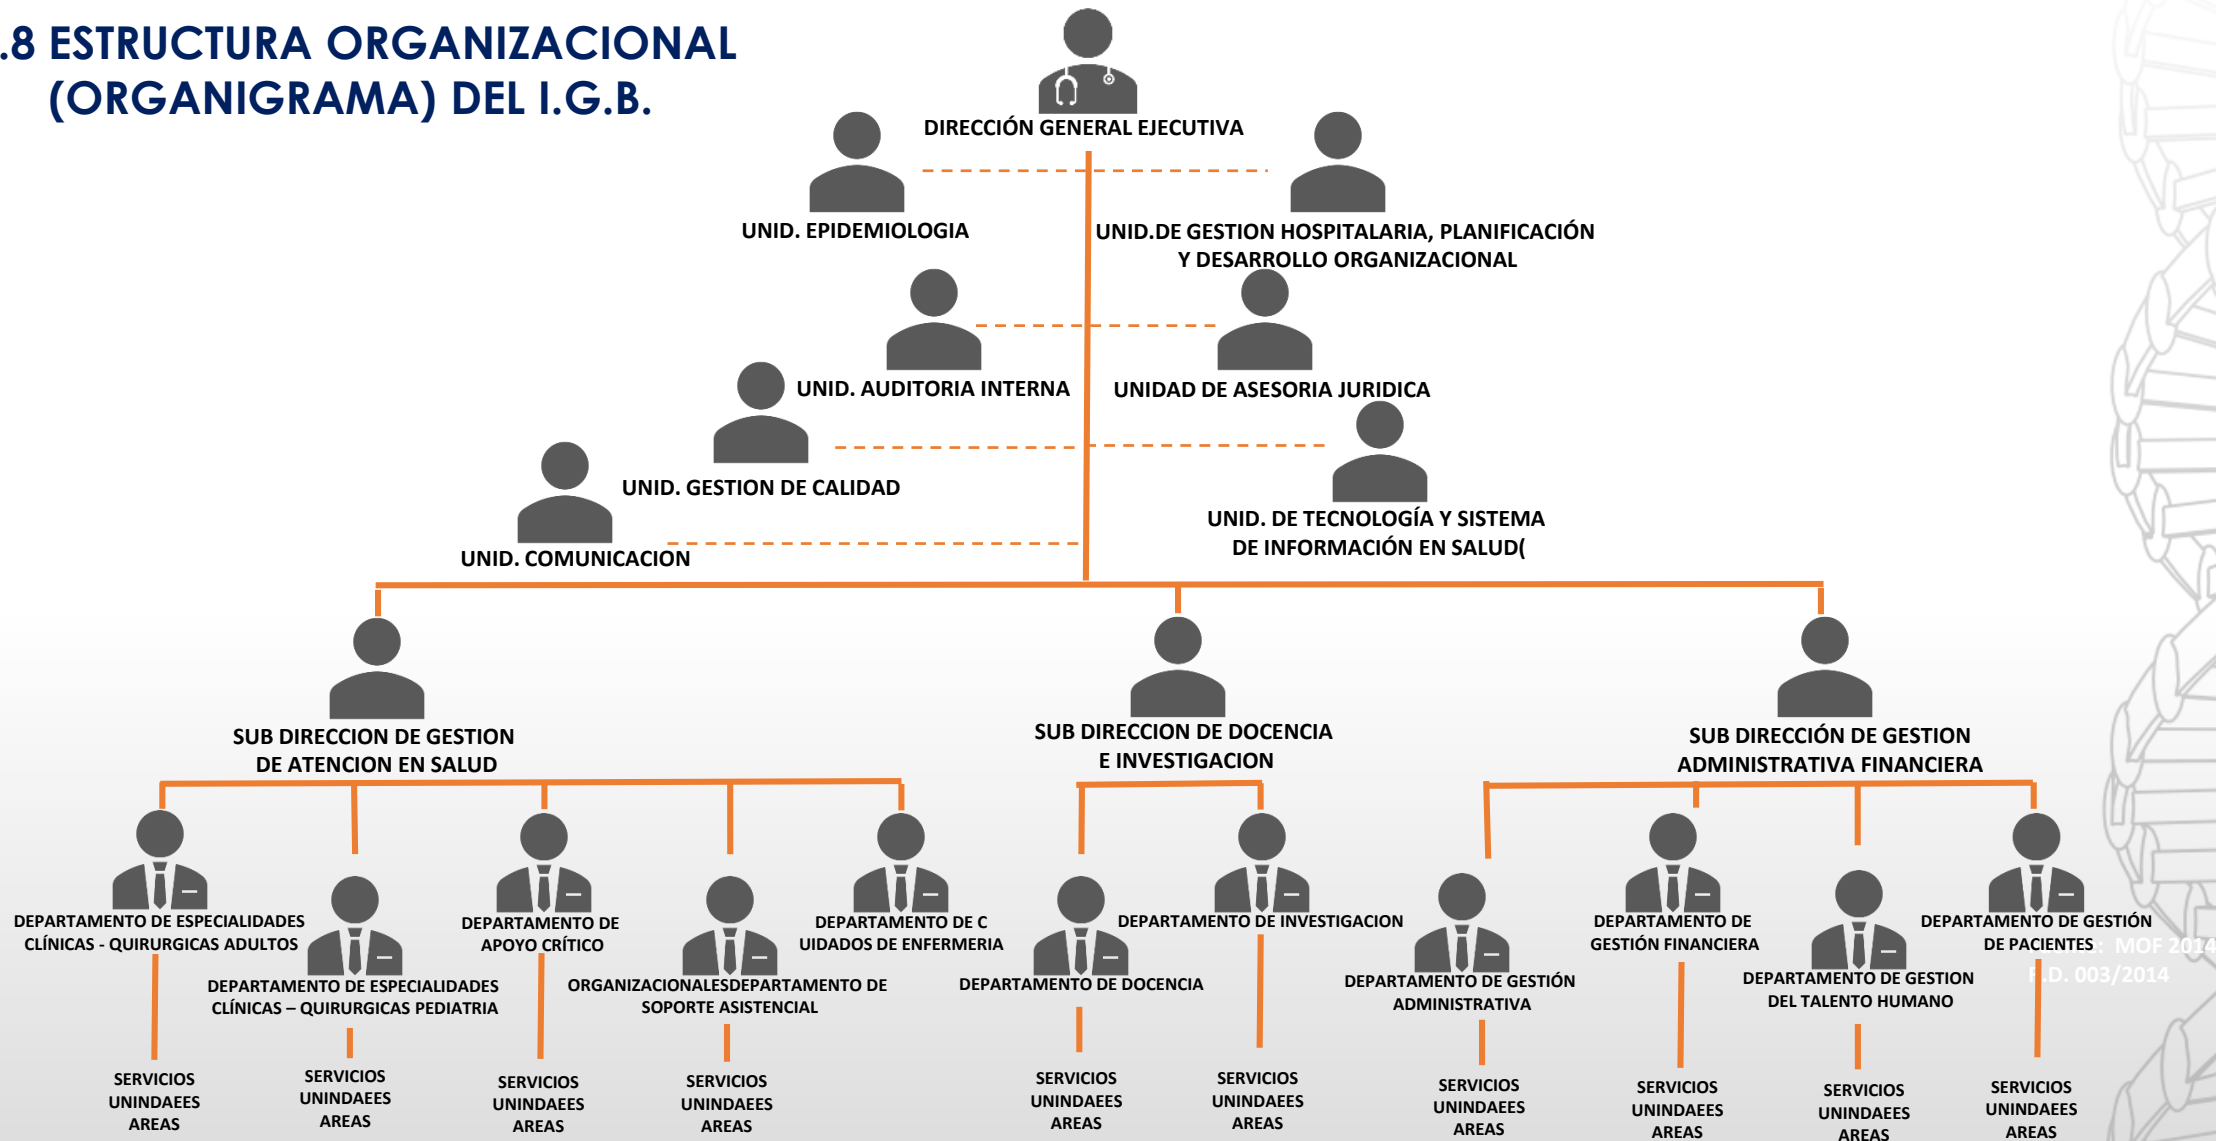 .8 ESTRUCTURA ORGANIZACIONAL
(ORGANIGRAMA) DEL I.G.B.
DIRECCIÓN GENERAL EJECUTIVA
UNID. EPIDEMIOLOGIA
UNID.DE GESTION HOSPITALARIA, PLANIFICACIÓN
Y DESARROLLO ORGANIZACIONAL
UNID. AUDITORIA INTERNA
UNIDAD DE ASESORIA JURIDICA
UNID. GESTION DE CALIDAD
UNID. DE TECNOLOGÍA Y SISTEMA
DE INFORMACIÓN EN SALUD(
UNID. COMUNICACION
SUB DIRECCION DE GESTION
DE ATENCION EN SALUD
SUB DIRECCION DE DOCENCIA
E INVESTIGACION
SUB DIRECCIÓN DE GESTION
ADMINISTRATIVA FINANCIERA
DEPARTAMENTO DE ESPECIALIDADES
CLÍNICAS - QUIRURGICAS ADULTOS
DEPARTAMENTO DE ESPECIALIDADES
CLÍNICAS – QUIRURGICAS PEDIATRIA
DEPARTAMENTO DE
APOYO CRÍTICO
ORGANIZACIONALESDEPARTAMENTO DE
SOPORTE ASISTENCIAL
DEPARTAMENTO DE C
UIDADOS DE ENFERMERIA
DEPARTAMENTO DE DOCENCIA
DEPARTAMENTO DE INVESTIGACION
DEPARTAMENTO DE GESTIÓN
ADMINISTRATIVA
DEPARTAMENTO DE
GESTIÓN FINANCIERA
DEPARTAMENTO DE GESTION
DEL TALENTO HUMANO
DEPARTAMENTO DE GESTIÓN
DE PACIENTES
MOF 2014
.D. 003/2014
SERVICIOS
UNINDAEES
AREAS
SERVICIOS
UNINDAEES
AREAS
SERVICIOS
UNINDAEES
AREAS
SERVICIOS
UNINDAEES
AREAS
SERVICIOS
UNINDAEES
AREAS
SERVICIOS
UNINDAEES
AREAS
SERVICIOS
UNINDAEES
AREAS
SERVICIOS
UNINDAEES
AREAS
SERVICIOS
UNINDAEES
AREAS
SERVICIOS
UNINDAEES
AREAS